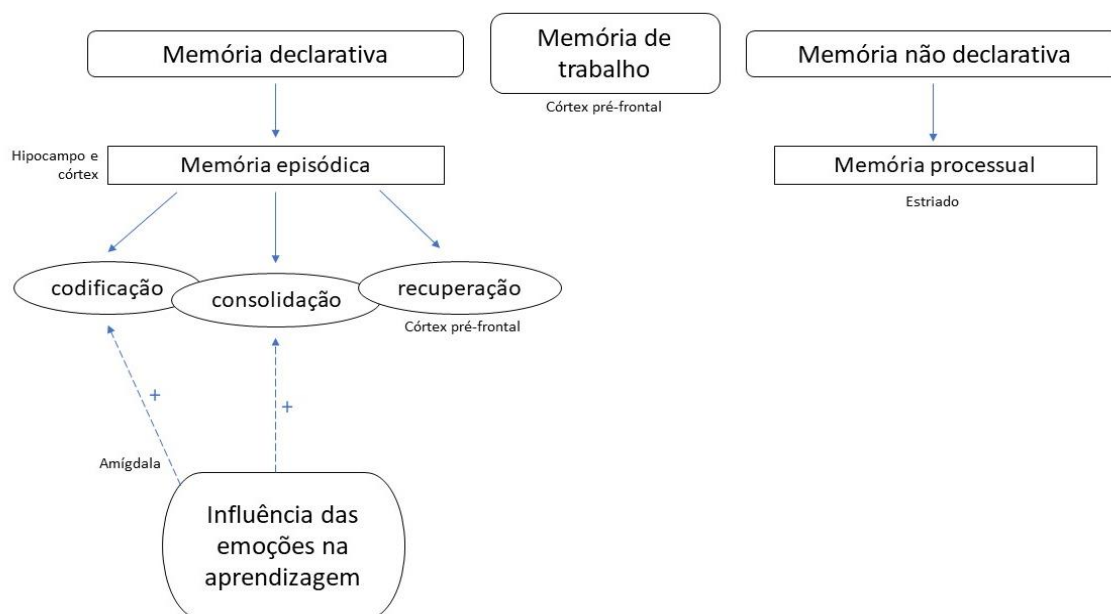 Memória declarativa
Memória de
trabalho
Córtex pré-frontal
Memória não declarativa
Hipocampo e
córtex
Memória episódica
Memória processual
Estriado
codificação
consolidação
recuperação
Córtex pré-frontal
+
+
Amígdala
Influência das
emoções na
aprendizagem